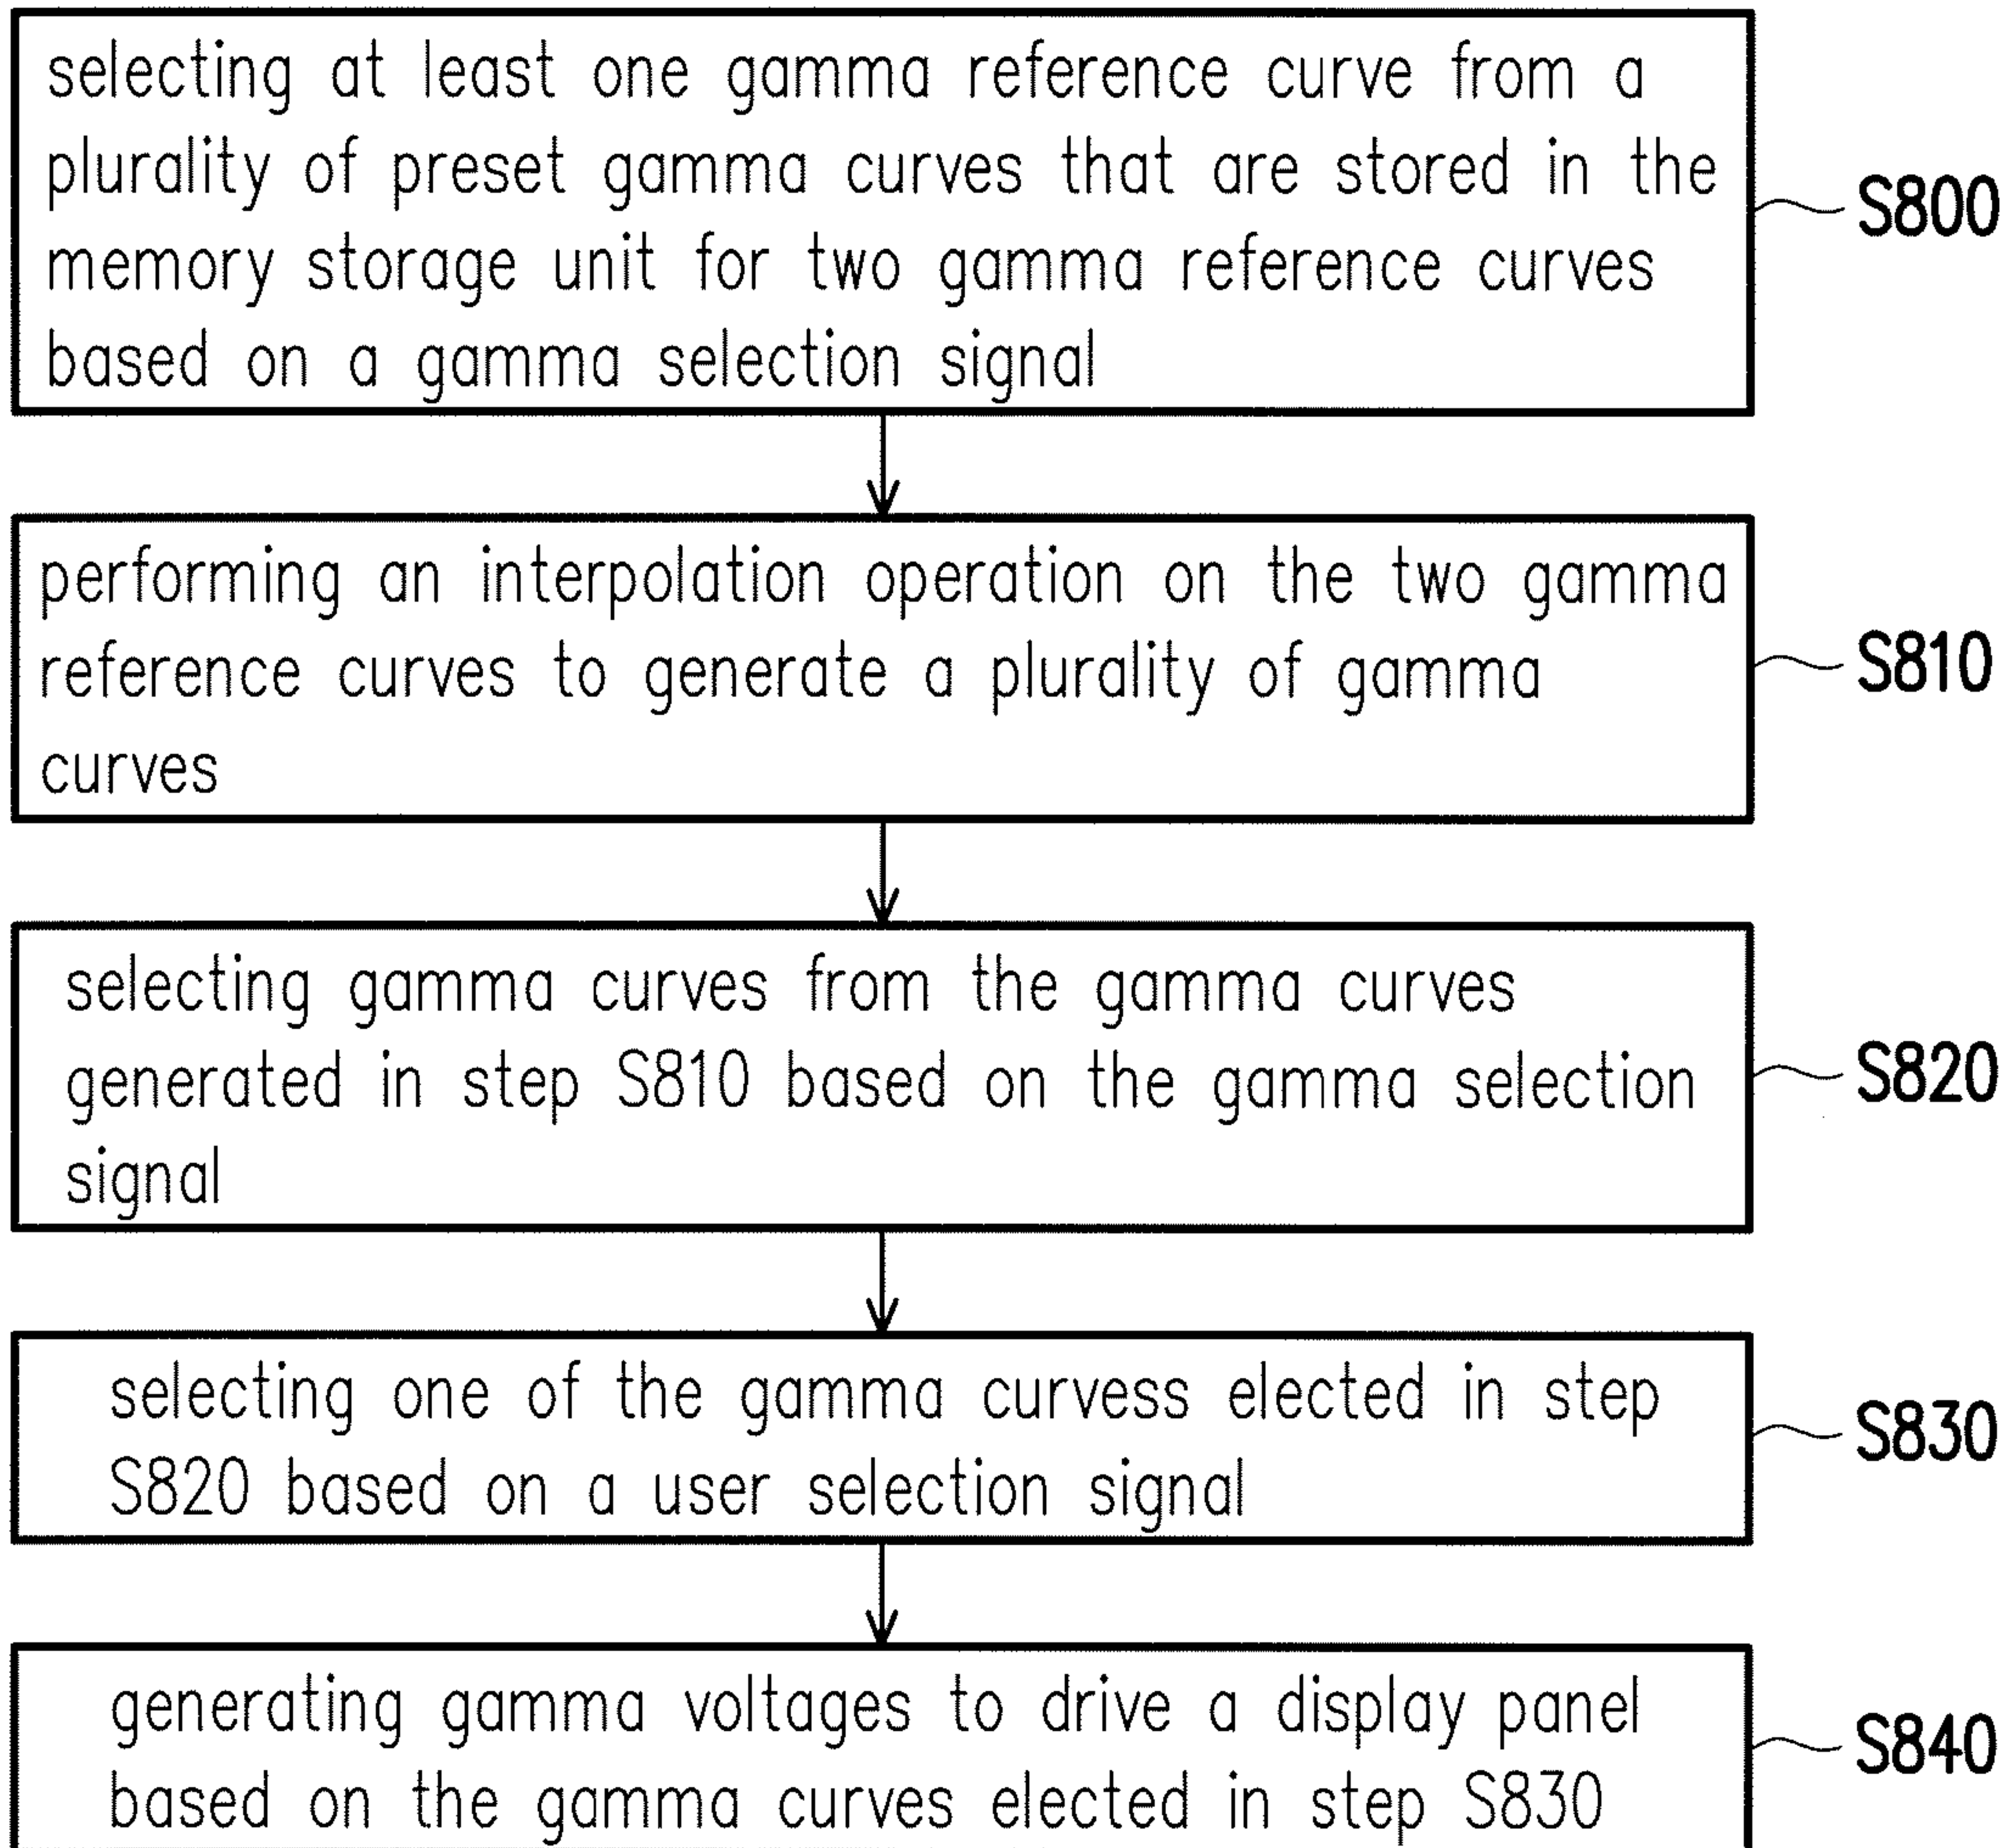 selecting at least one gamma reference curve from a
plurality of preset gamma curves that are stored in the
memory storage unit for two gamma reference curves
based on a gamma selection signal
S800
performing an interpolation operation on the two gamma
reference curves to generate a plurality of gamma
curves
S810
selecting gamma curves from the gamma curves
generated in step S810 based on the gamma selection
signal
S820
selecting one of the gamma curvess elected in step
S820 based on a user selection signal
S830
generating gamma voltages to drive a display panel
based on the gamma curves elected in step S830
S840